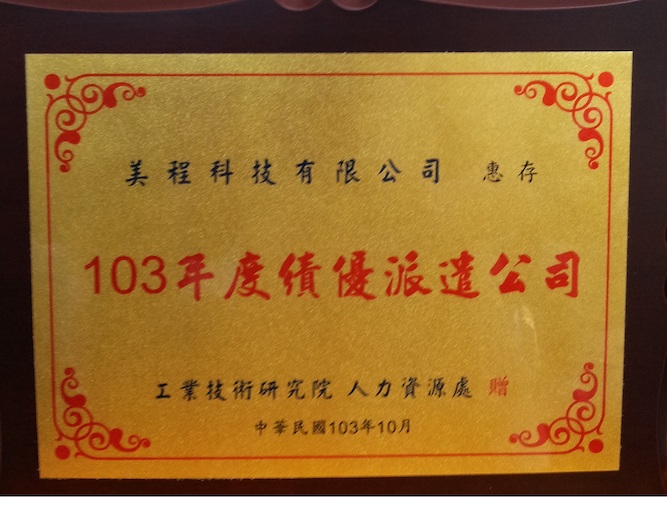 美程科技有限公司 惠存
103年度績優派遣公司
工業技術研究院 人力資源處 贈
中華民國103年10月